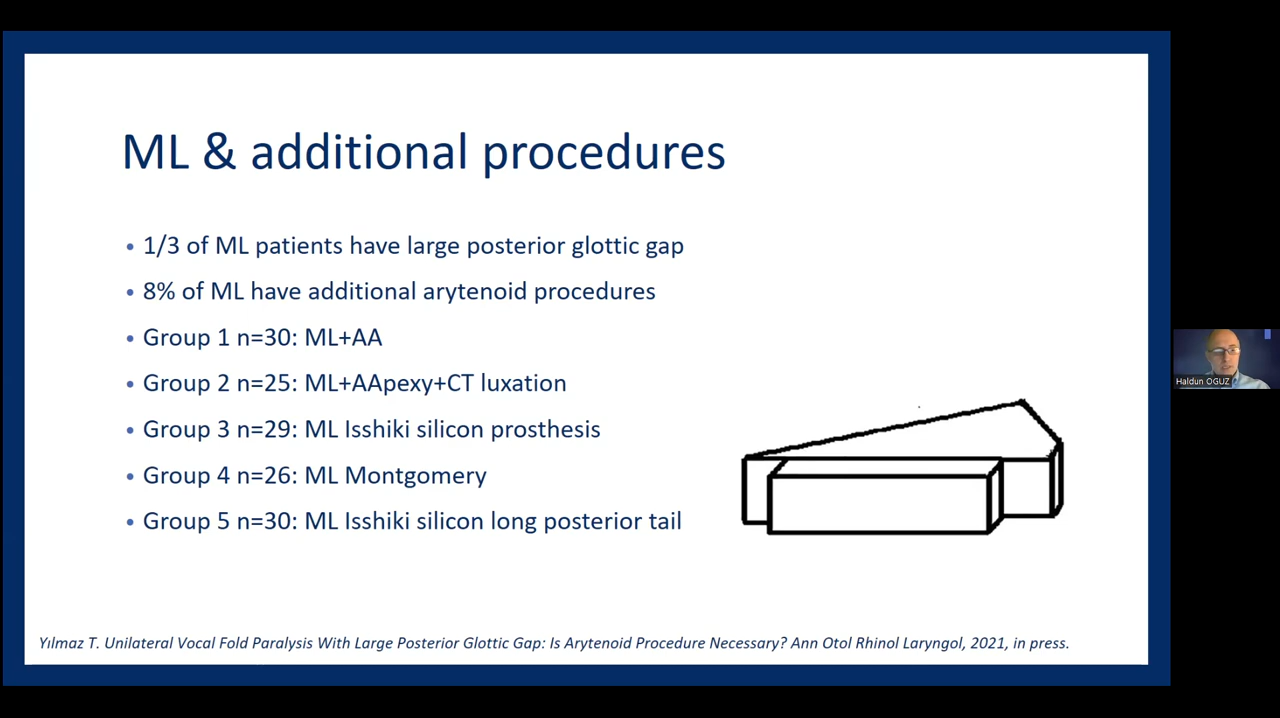 ML & additional procedures
• 1/3 of ML patients have large posterior glottic gap
• 8% of ML have additional arytenoid procedures
• Group 1 n=30: ML+AA
• Group 2 n=25: ML+AApexy+CT luxation
• Group 3 n=29: ML Isshiki silicon prosthesis
• Group 4 n=26: ML Montgomery
• Group 5 n=30: ML Isshiki silicon long posterior tail
Yılmaz T. Unilateral Vocal Fold Paralysis With Large Posterior Glottic Gap: Is Arytenoid Procedure Necessary? Ann Otol Rhinol Laryngol, 2021, in press.
Haldun OGUZ